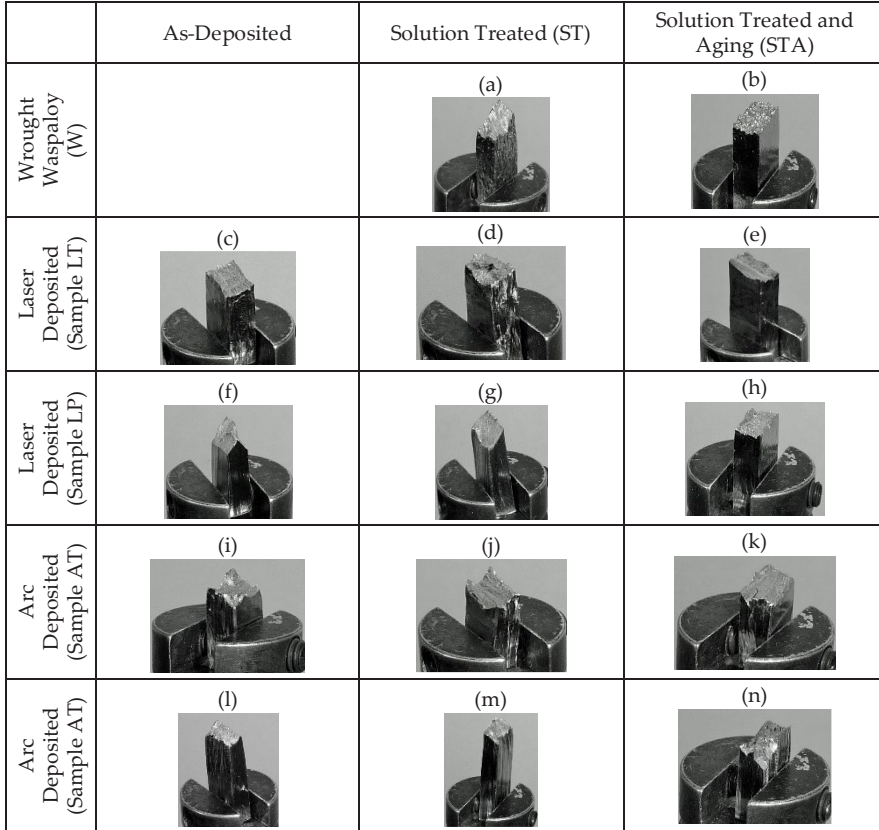 As-Deposited
Solution Treated (ST)
Solution Treated and
Aging (STA)
Wrought
Waspaloy
(W)
(a)
(b)
Laser
Deposited
(Sample LT)
(c)
(d)
(e)
Laser
Deposited
(Sample LP)
(f)
(g)
(h)
Arc
Deposited
(Sample AT)
(i)
(j)
(k)
Arc
Deposited
(Sample AT)
(l)
(m)
(n)